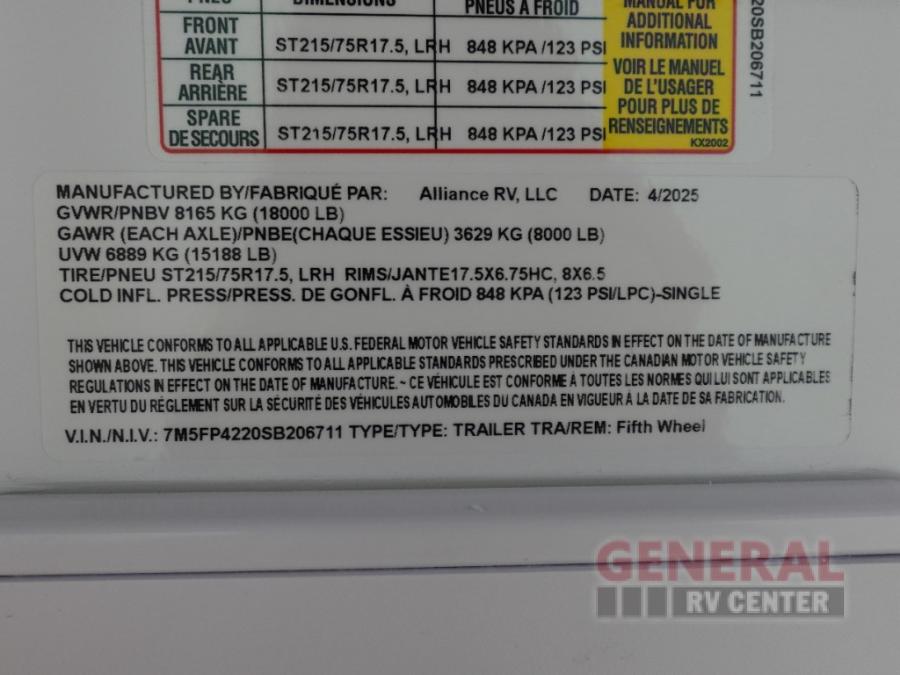 PNEU DIMENSIONS PNEUS À FROID
MANUAL FOR
ADDITIONAL
INFORMATION
FRONT
AVANT
ST215/75R17.5, LRH 848 KPA /123 PSI
REAR
ARRIÈRE
ST215/75R17.5, LRH 848 KPA /123 PSI
SPARE
DE SECOURS
ST215/75R17.5, LRH 848 KPA /123 PSI
VOIR LE MANUEL
DE L'USAGER
POUR PLUS DE
RENSEIGNEMENTS
KX2002
20SB206711
MANUFACTURED BY/FABRIQUÉ PAR: Alliance RV, LLC DATE: 4/2025
GVWR/PNBV 8165 KG (18000 LB)
GAWR (EACH AXLE)/PNBE(CHAQUE ESSIEU) 3629 KG (8000 LB)
UVW 6889 KG (15188 LB)
TIRE/PNEU ST215/75R17.5, LRH RIMS/JANTE17.5X6.75HC, 8X6.5
COLD INFL. PRESS/PRESS. DE GONFL. À FROID 848 KPA (123 PSI/LPC)-SINGLE
THIS VEHICLE CONFORMS TO ALL APPLICABLE U.S. FEDERAL MOTOR VEHICLE SAFETY STANDARDS IN EFFECT ON THE DATE OF MANUFACTURE
SHOWN ABOVE. THIS VEHICLE CONFORMS TO ALL APPLICABLE STANDARDS PRESCRIBED UNDER THE CANADIAN MOTOR VEHICLE SAFETY
REGULATIONS IN EFFECT ON THE DATE OF MANUFACTURE. ~ CE VÉHICULE EST CONFORME À TOUTES LES NORMES QUI LUI SONT APPLICABLES
EN VERTU DU RÈGLEMENT SUR LA SÉCURITÉ DES VÉHICULES AUTOMOBILES DU CANADA EN VIGUEUR À LA DATE DE SA FABRICATION.
V.I.N./N.I.V.: 7M5FP4220SB206711 TYPE/TYPE: TRAILER TRA/REM: Fifth Wheel
GENERAL
RV CENTER